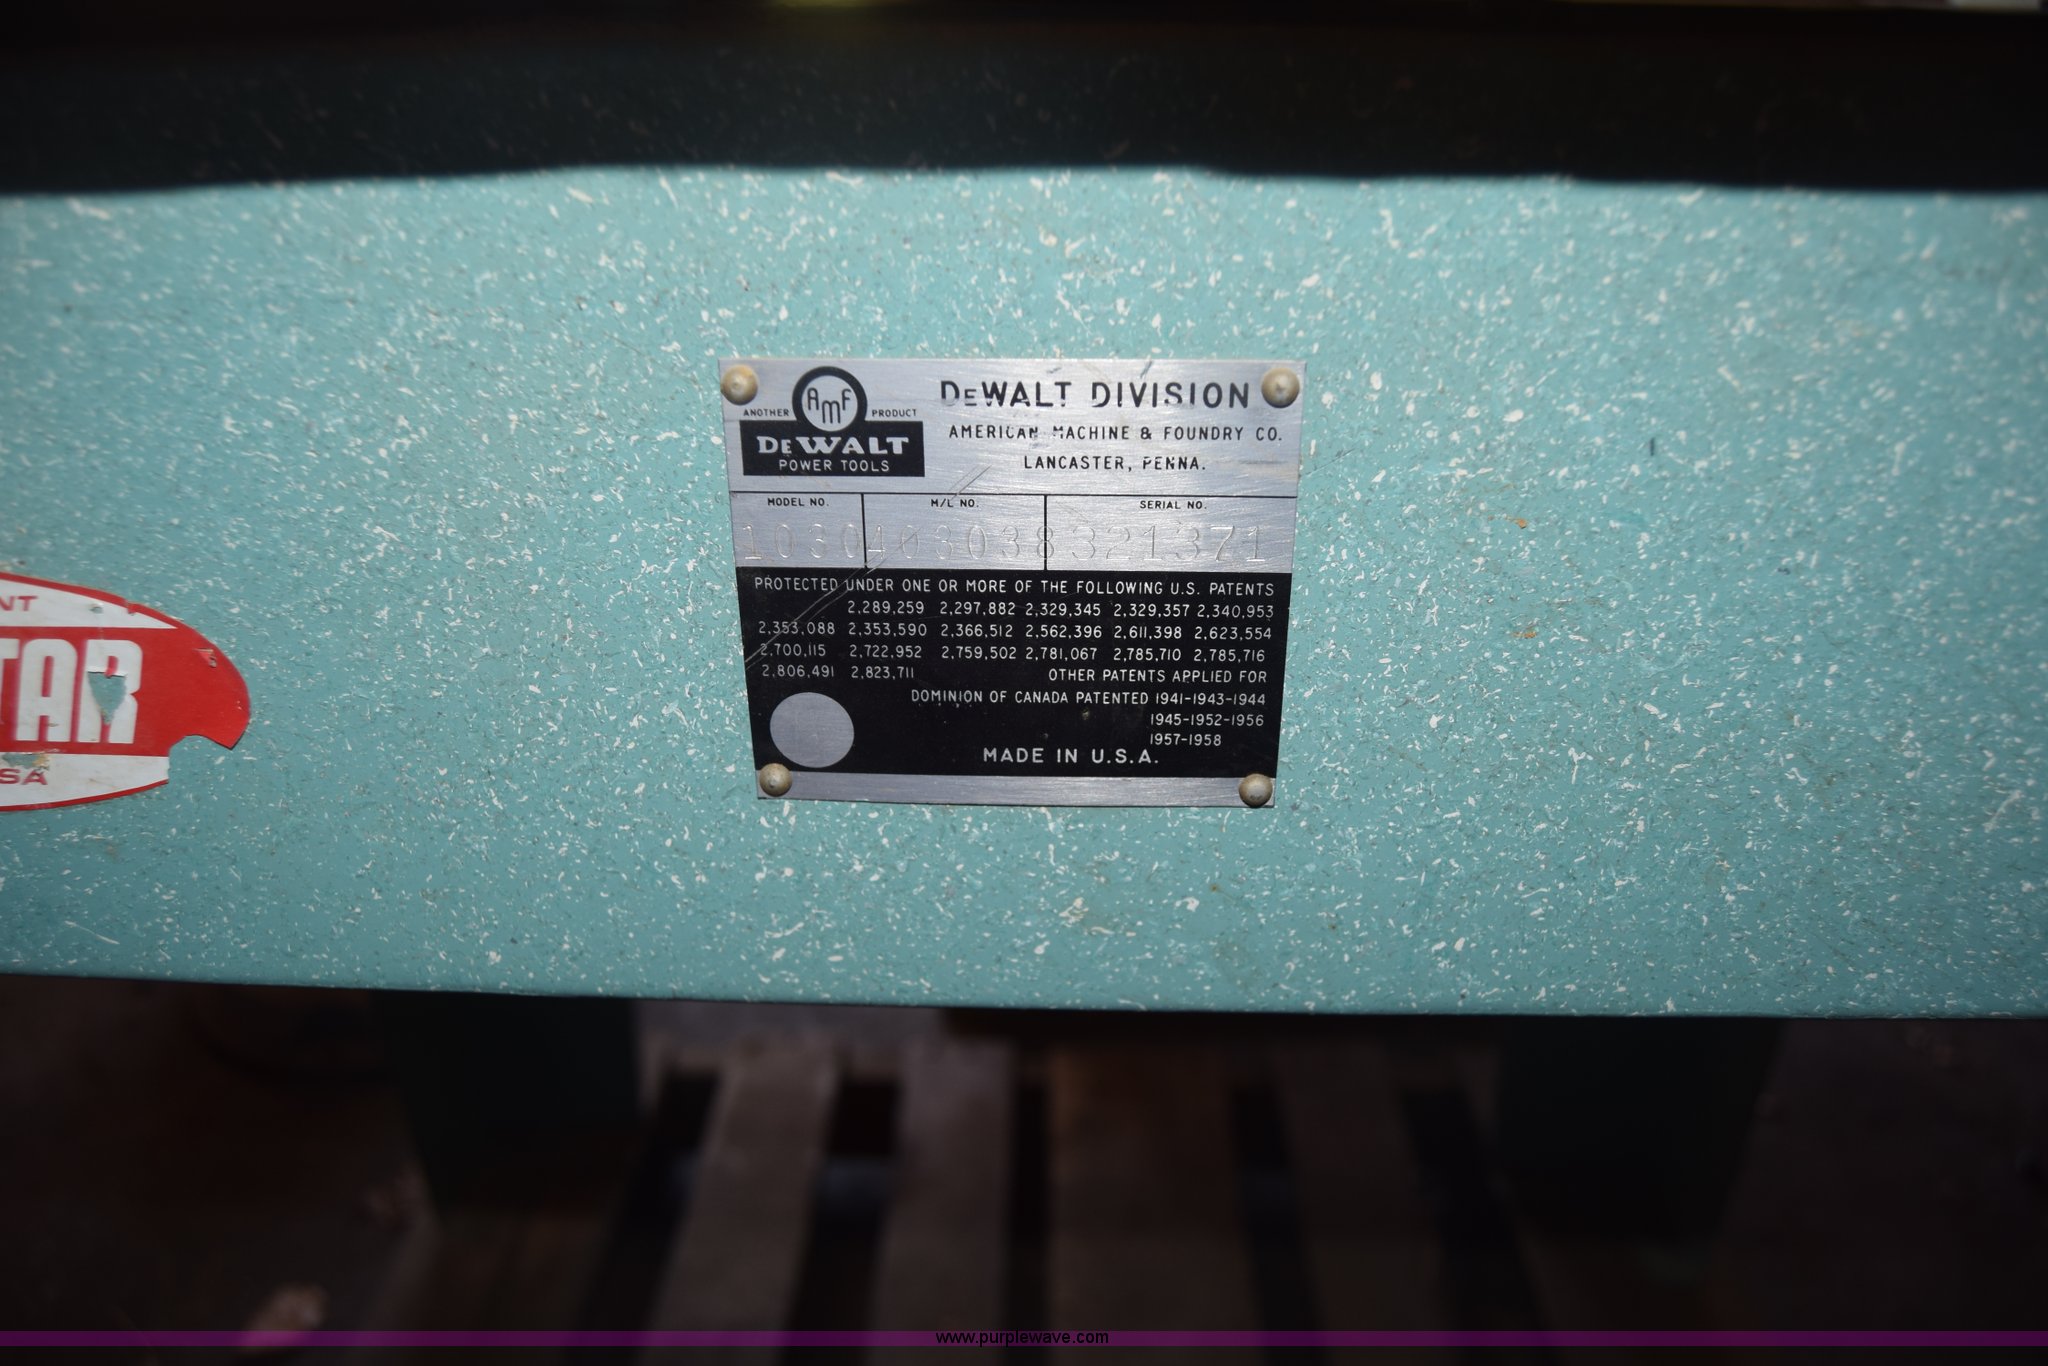 ANOTHER AMF PRODUCT
DeWALT
POWER TOOLS
DeWALT DIVISION
AMERICAN MACHINE & FOUNDRY CO.
LANCASTER, PENNA.
MODEL NO. M/L NO. SERIAL NO.
1030403038321371
PROTECTED UNDER ONE OR MORE OF THE FOLLOWING U.S. PATENTS
2,289,259 2,297,882 2,329,345 2,329,357 2,340,953
2,353,088 2,353,590 2,366,512 2,562,396 2,611,398 2,623,554
2,700,115 2,722,952 2,759,502 2,781,067 2,785,710 2,785,716
2,806,491 2,823,711 OTHER PATENTS APPLIED FOR
DOMINION OF CANADA PATENTED 1941-1943-1944
1945-1952-1956
1957-1958
MADE IN U.S.A.
NT
TAR
SA
www.purplewave.com